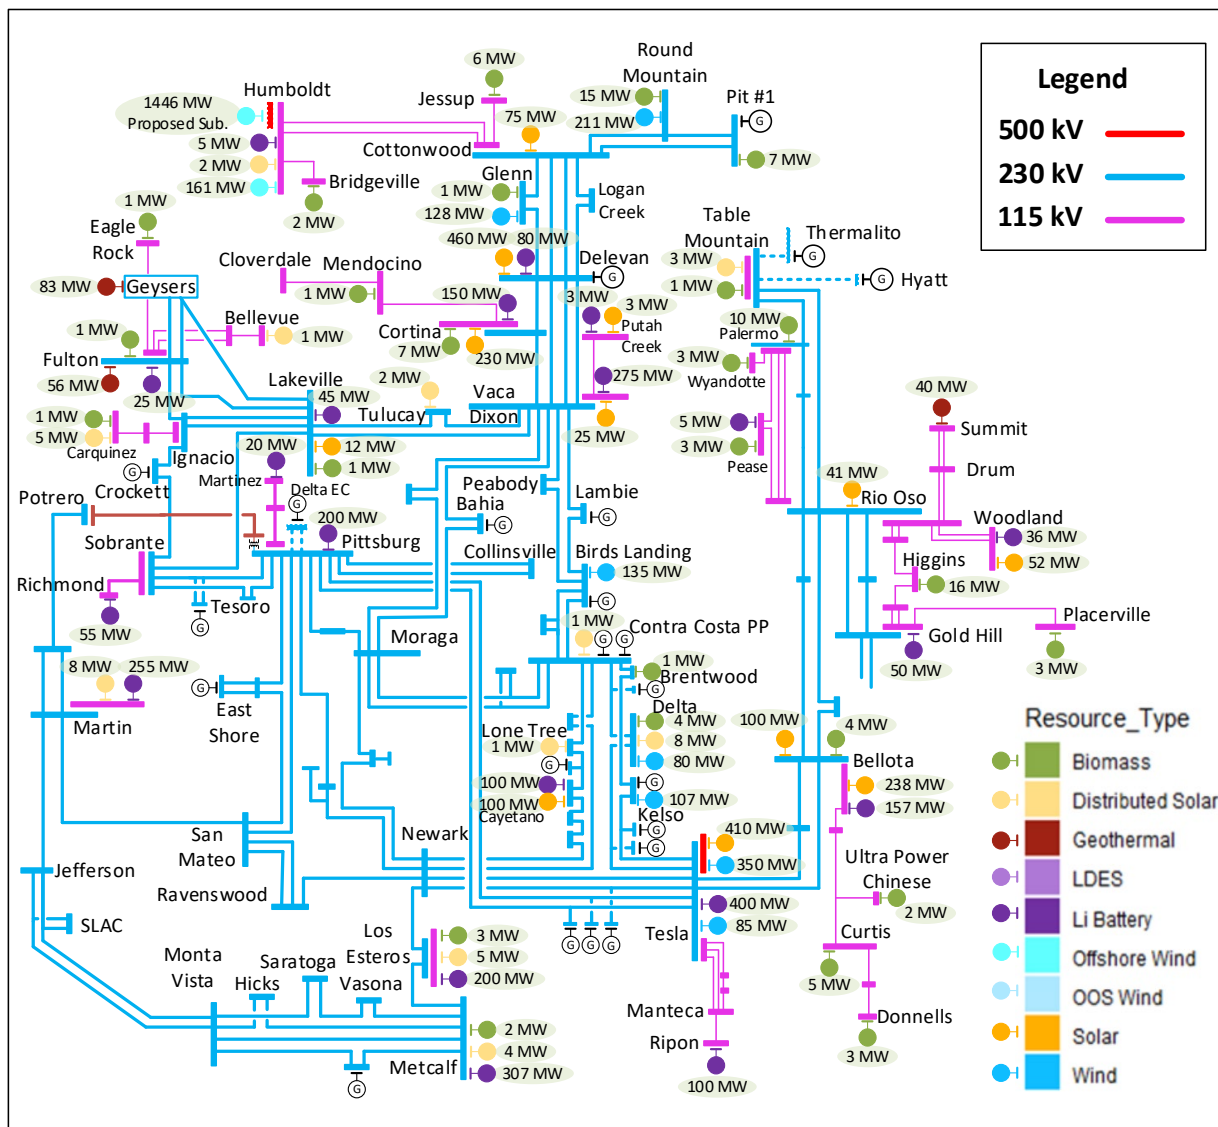 Legend
500 kV
230 kV
115 kV
6 MW
Jessup
75 MW
Cottonwood
Round
Mountain
15 MW
211 MW
Pit #1
G
7 MW
Humboldt
1446 MW
Proposed Sub.
5 MW
2 MW
161 MW
Bridgeville
2 MW
1 MW
Eagle
Rock
Glenn
1 MW
128 MW
Logan
Creek
460 MW
80 MW
Delevan
G
Table
Mountain
3 MW
1 MW
Thermalito
G
Hyatt
G
Cloverdale
Mendocino
1 MW
83 MW
Geysers
Bellevue
1 MW
150 MW
Cortina
7 MW
230 MW
3 MW
3 MW
Putah
Creek
275 MW
25 MW
10 MW
Palermo
3 MW
Wyandotte
5 MW
3 MW
Pease
1 MW
Fulton
56 MW
25 MW
Lakeville
45 MW
2 MW
Tulucay
Vaca
Dixon
12 MW
1 MW
1 MW
5 MW
Carquinez
Ignacio
G
Crockett
20 MW
Martinez
Delta EC
G
40 MW
Summit
Drum
41 MW
Rio Oso
Woodland
36 MW
52 MW
Higgins
16 MW
Placerville
Gold Hill
50 MW
3 MW
Potrero
Sobrante
Richmond
55 MW
G
Tesoro
200 MW
Pittsburg
Peabody
Bahia
G
Lambie
G
Collinsville
Birds Landing
135 MW
G
Moraga
1 MW
G
G
Contra Costa PP
1 MW
Brentwood
G
8 MW
255 MW
Martin
G
East
Shore
Delta
4 MW
8 MW
80 MW
Lone Tree
1 MW
G
100 MW
100 MW
Cayetano
G
107 MW
Kelso
G
G
100 MW
4 MW
Bellota
238 MW
157 MW
San
Mateo
Ravenswood
Newark
410 MW
350 MW
Ultra Power
Chinese
2 MW
Jefferson
SLAC
400 MW
85 MW
Tesla
G
G
G
Curtis
5 MW
Donnells
3 MW
Los
Esteros
3 MW
5 MW
200 MW
Monta
Vista
Hicks
Saratoga
Vasona
Metcalf
2 MW
4 MW
307 MW
G
Manteca
Ripon
100 MW
Resource_Type
Biomass
Distributed Solar
Geothermal
LDES
Li Battery
Offshore Wind
OOS Wind
Solar
Wind